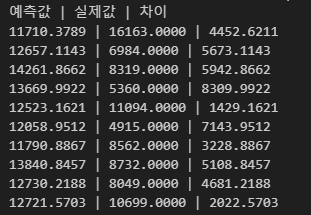 예측값 | 실제값 | 차이
11710.3789 | 16163.0000 | 4452.6211
12657.1143 | 6984.0000 | 5673.1143
14261.8662 | 8319.0000 | 5942.8662
13669.9922 | 5360.0000 | 8309.9922
12523.1621 | 11094.0000 | 1429.1621
12058.9512 | 4915.0000 | 7143.9512
11790.8867 | 8562.0000 | 3228.8867
13840.8457 | 8732.0000 | 5108.8457
12730.2188 | 8049.0000 | 4681.2188
12721.5703 | 10699.0000 | 2022.5703